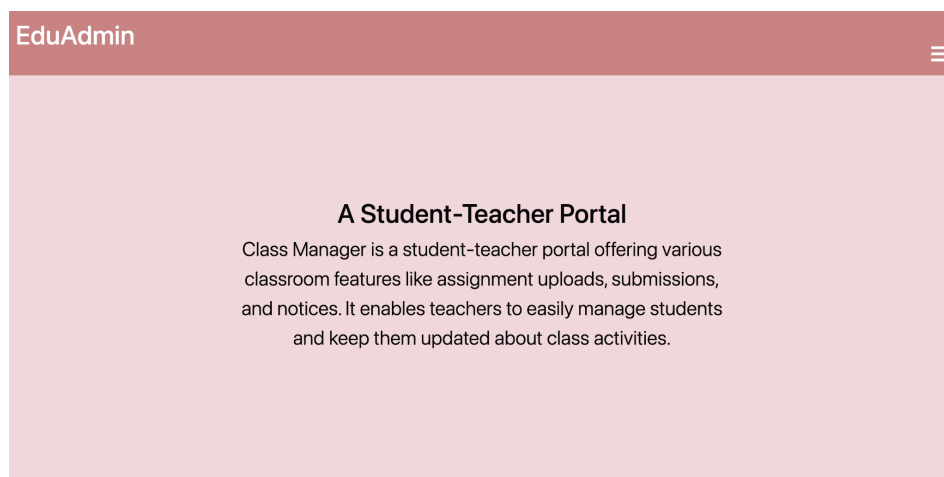 EduAdmin
A Student-Teacher Portal
Class Manager is a student-teacher portal offering various
classroom features like assignment uploads, submissions,
and notices. It enables teachers to easily manage students
and keep them updated about class activities.